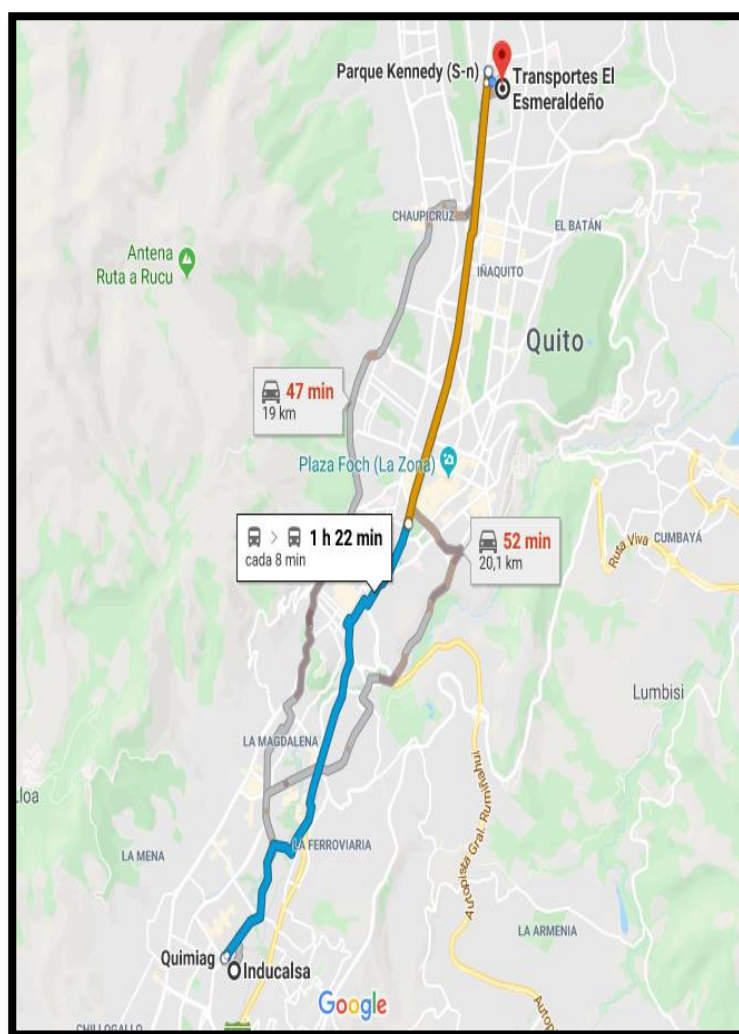 Parque Kennedy (S-n)
Transportes El
Esmeraldeño
CHAUPICRUZ
EL BATÁN
Antena
Ruta a Rucu
IÑAQUITO
Quito
47 min
19 km
Plaza Foch (La Zona)
1 h 22 min
cada 8 min
52 min
20,1 km
Ruta Viva
CUMBAYÁ
Lumbisi
LA MAGDALENA
Lloa
LA MENA
LA FERROVIARIA
Autopista Gral. Rumiñahui
LA ARMENIA
Quimiag
Inducalsa
Google
CHILLOGALLO